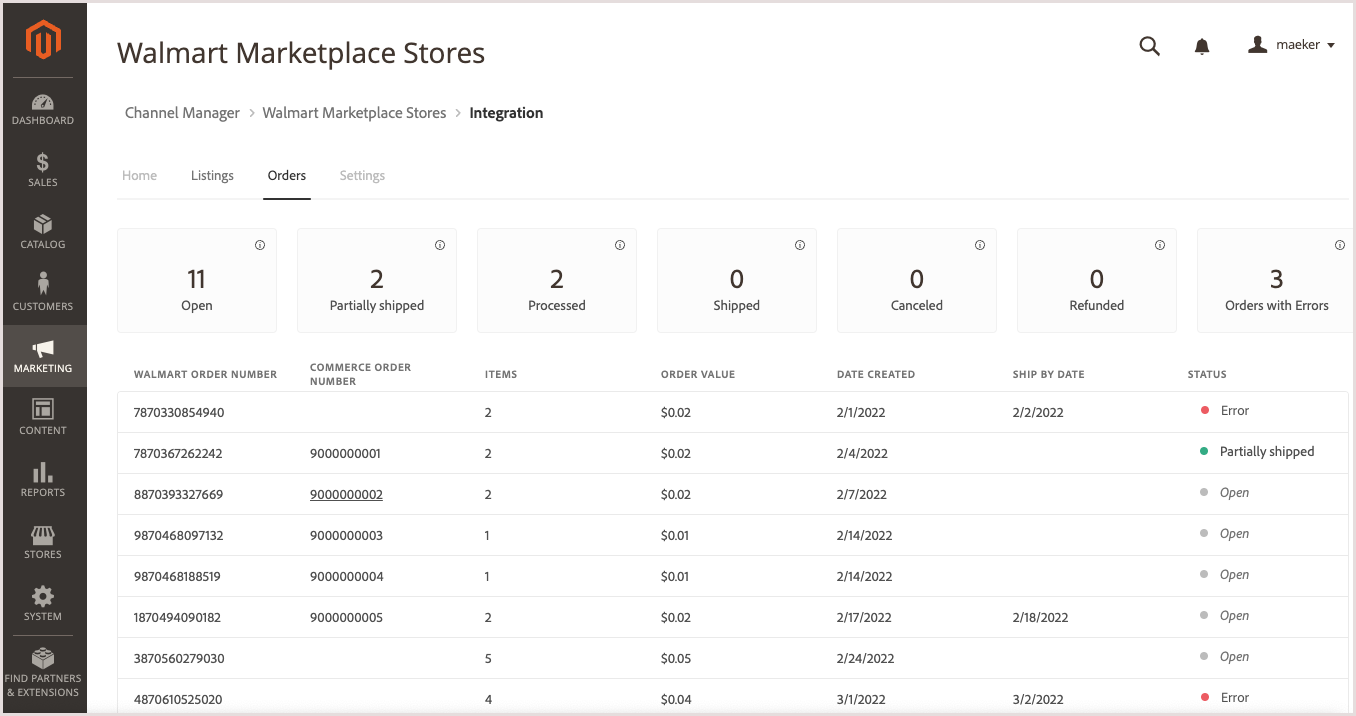 Walmart Marketplace Stores
maeker
Channel Manager > Walmart Marketplace Stores > Integration
Home Listings Orders Settings
11 2 2 0 0 0 3
Open Partially shipped Processed Shipped Canceled Refunded Orders with Errors
WALMART ORDER NUMBER COMMERCE ORDER NUMBER ITEMS ORDER VALUE DATE CREATED SHIP BY DATE STATUS
7870330854940 2 $0.02 2/1/2022 2/2/2022 Error
7870367262242 9000000001 2 $0.02 2/4/2022 Partially shipped
8870393327669 9000000002 2 $0.02 2/7/2022 Open
9870468097132 9000000003 1 $0.01 2/14/2022 Open
9870468188519 9000000004 1 $0.01 2/14/2022 Open
1870494090182 9000000005 2 $0.02 2/17/2022 2/18/2022 Open
3870560279030 5 $0.05 2/24/2022 Open
4870610525020 4 $0.04 3/1/2022 3/2/2022 Error
DASHBOARD
$
SALES
CATALOG
CUSTOMERS
MARKETING
CONTENT
REPORTS
STORES
SYSTEM
FIND PARTNERS
& EXTENSIONS